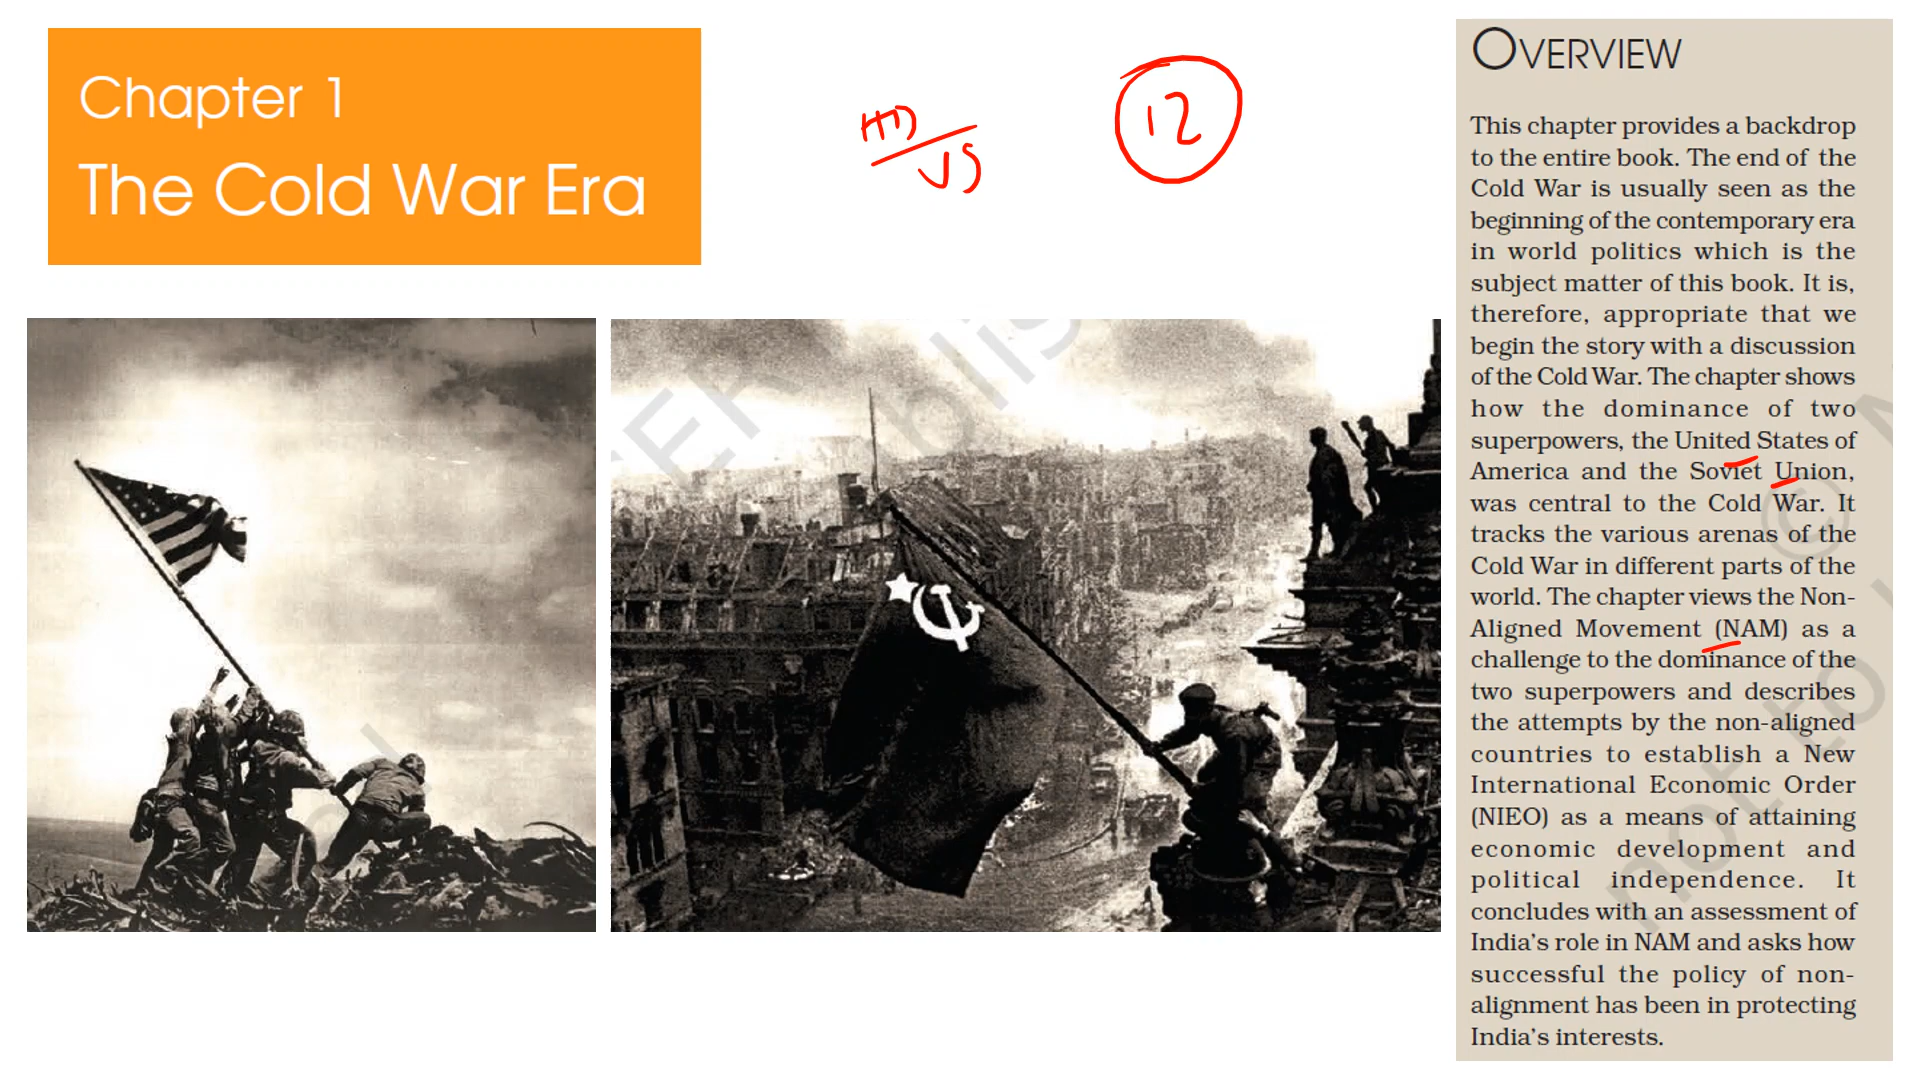 Chapter 1
The Cold War Era
12
OVERVIEW
This chapter provides a backdrop
to the entire book. The end of the
Cold War is usually seen as the
beginning of the contemporary era
in world politics which is the
subject matter of this book. It is,
therefore, appropriate that we
begin the story with a discussion
of the Cold War. The chapter shows
how the dominance of two
superpowers, the United States of
America and the Soviet Union,
was central to the Cold War. It
tracks the various arenas of the
Cold War in different parts of the
world. The chapter views the Non-
Aligned Movement (NAM) as a
challenge to the dominance of the
two superpowers and describes
the attempts by the non-aligned
countries to establish a New
International Economic Order
(NIEO) as a means of attaining
economic development and
political independence. It
concludes with an assessment of
India's role in NAM and asks how
successful the policy of non-
alignment has been in protecting
India's interests.
not to